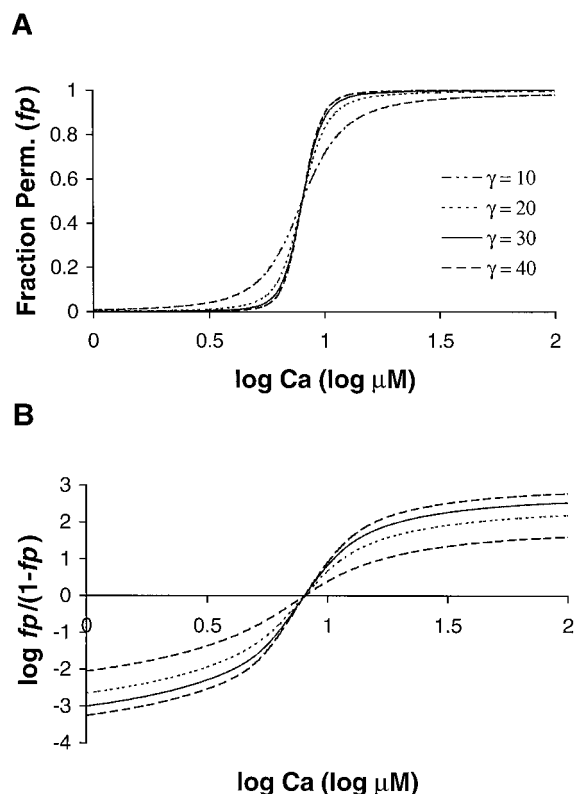 A
Fraction Perm. (fp)
1
0.8
0.6
0.4
0.2
0
0
0.5
1
1.5
2
γ = 10
γ = 20
γ = 30
γ = 40
log Ca (log μM)
B
log fp/(1-fp)
3
2
1
0
-1
-2
-3
-4
0
0.5
1
1.5
2
log Ca (log μM)